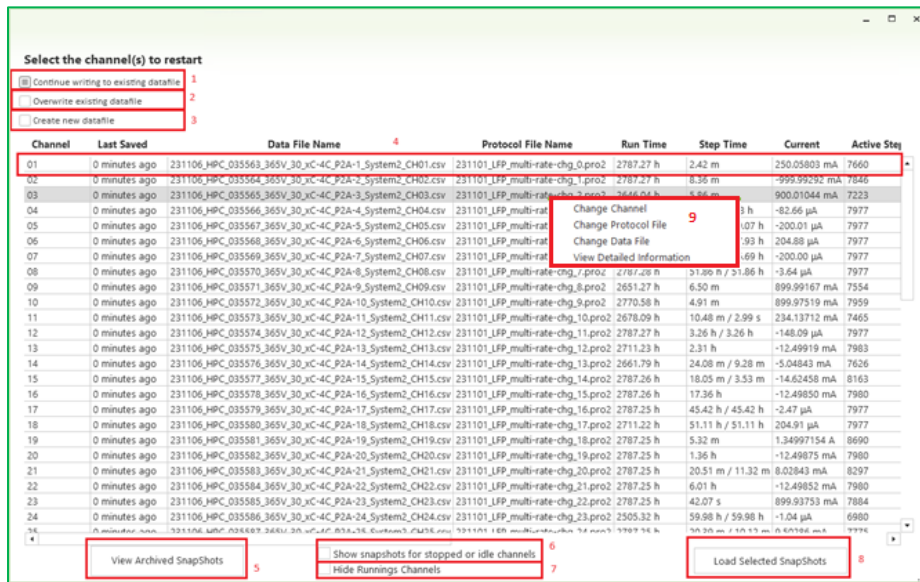 Select the channel(s) to restart
Continue writing to existing datafile 1
Overwrite existing datafile 2
Create new datafile 3
4
Channel Last Saved Data File Name Protocol File Name Run Time Step Time Current Active Step
01 0 minutes ago 231106_HPC_035563_365V_30_xC-4C_P2A-1_System2_CH01.csv 231101_LFP_multi-rate-chg_0.pro2 2787.27 h 2.42 m 250.05803 mA 7660
02 0 minutes ago 231106_HPC_035564_365V_30_xC-4C_P2A-2_System2_CH02.csv 231101_LFP_multi-rate-chg_1.pro2 2787.27 h 8.36 m -999.99292 mA 7846
03 0 minutes ago 231106_HPC_035565_365V_30_xC-4C_P2A-3_System2_CH03.csv 231101_LFP_multi-rate-chg_2.pro2 2646.04 h 5.86 m 900.01044 mA 7223
04 0 minutes ago 231106_HPC_035566_365V_30_xC-4C_P2A-4_System2_CH04.csv 231101_LFP_multi-rate-ch 3 h -82.66 µA 7977
05 0 minutes ago 231106_HPC_035567_365V_30_xC-4C_P2A-5_System2_CH05.csv 231101_LFP_multi-rate-ch .07 h -200.01 µA 7977
06 0 minutes ago 231106_HPC_035568_365V_30_xC-4C_P2A-6_System2_CH06.csv 231101_LFP_multi-rate-ch .93 h 204.88 µA 7977
07 0 minutes ago 231106_HPC_035569_365V_30_xC-4C_P2A-7_System2_CH07.csv 231101_LFP_multi-rate-ch .69 h -200.00 µA 7977
Change Channel 9
Change Protocol File
Change Data File
View Detailed Information
08 0 minutes ago 231106_HPC_035570_365V_30_xC-4C_P2A-8_System2_CH08.csv 231101_LFP_multi-rate-chg_7.pro2 2787.28 h 51.86 h / 51.86 h -3.64 µA 7977
09 0 minutes ago 231106_HPC_035571_365V_30_xC-4C_P2A-9_System2_CH09.csv 231101_LFP_multi-rate-chg_8.pro2 2651.27 h 6.50 m 899.99167 mA 7554
10 0 minutes ago 231106_HPC_035572_365V_30_xC-4C_P2A-10_System2_CH10.csv 231101_LFP_multi-rate-chg_9.pro2 2770.58 h 4.91 m 899.97519 mA 7959
11 0 minutes ago 231106_HPC_035573_365V_30_xC-4C_P2A-11_System2_CH11.csv 231101_LFP_multi-rate-chg_10.pro2 2678.09 h 10.48 m / 2.99 s 234.13712 mA 7465
12 0 minutes ago 231106_HPC_035574_365V_30_xC-4C_P2A-12_System2_CH12.csv 231101_LFP_multi-rate-chg_11.pro2 2787.27 h 3.26 h / 3.26 h -148.09 µA 7977
13 0 minutes ago 231106_HPC_035575_365V_30_xC-4C_P2A-13_System2_CH13.csv 231101_LFP_multi-rate-chg_12.pro2 2711.23 h 2.31 h -12.49919 mA 7983
14 0 minutes ago 231106_HPC_035576_365V_30_xC-4C_P2A-14_System2_CH14.csv 231101_LFP_multi-rate-chg_13.pro2 2661.79 h 24.08 m / 9.28 m -5.04843 mA 7626
15 0 minutes ago 231106_HPC_035577_365V_30_xC-4C_P2A-15_System2_CH15.csv 231101_LFP_multi-rate-chg_14.pro2 2787.26 h 18.05 m / 3.53 m -14.62458 mA 8163
16 0 minutes ago 231106_HPC_035578_365V_30_xC-4C_P2A-16_System2_CH16.csv 231101_LFP_multi-rate-chg_15.pro2 2787.26 h 17.36 h -12.49850 mA 7980
17 0 minutes ago 231106_HPC_035579_365V_30_xC-4C_P2A-17_System2_CH17.csv 231101_LFP_multi-rate-chg_16.pro2 2787.25 h 45.42 h / 45.42 h -2.47 µA 7977
18 0 minutes ago 231106_HPC_035580_365V_30_xC-4C_P2A-18_System2_CH18.csv 231101_LFP_multi-rate-chg_17.pro2 2711.22 h 51.11 h / 51.11 h 204.91 µA 7977
19 0 minutes ago 231106_HPC_035581_365V_30_xC-4C_P2A-19_System2_CH19.csv 231101_LFP_multi-rate-chg_18.pro2 2787.25 h 5.32 m 1.34997154 A 8690
20 0 minutes ago 231106_HPC_035582_365V_30_xC-4C_P2A-20_System2_CH20.csv 231101_LFP_multi-rate-chg_19.pro2 2787.25 h 1.36 h -12.49875 mA 7980
21 0 minutes ago 231106_HPC_035583_365V_30_xC-4C_P2A-21_System2_CH21.csv 231101_LFP_multi-rate-chg_20.pro2 2787.25 h 20.51 m / 11.32 m 8.02843 mA 8297
22 0 minutes ago 231106_HPC_035584_365V_30_xC-4C_P2A-22_System2_CH22.csv 231101_LFP_multi-rate-chg_21.pro2 2787.25 h 6.01 h -12.49852 mA 7980
23 0 minutes ago 231106_HPC_035585_365V_30_xC-4C_P2A-23_System2_CH23.csv 231101_LFP_multi-rate-chg_22.pro2 2787.25 h 42.07 s 899.93753 mA 7884
24 0 minutes ago 231106_HPC_035586_365V_30_xC-4C_P2A-24_System2_CH24.csv 231101_LFP_multi-rate-chg_23.pro2 2505.32 h 59.98 h / 59.98 h -1.04 µA 6980
View Archived SnapShots 5
Show snapshots for stopped or idle channels 6
Hide Runnings Channels 7
Load Selected SnapShots 8